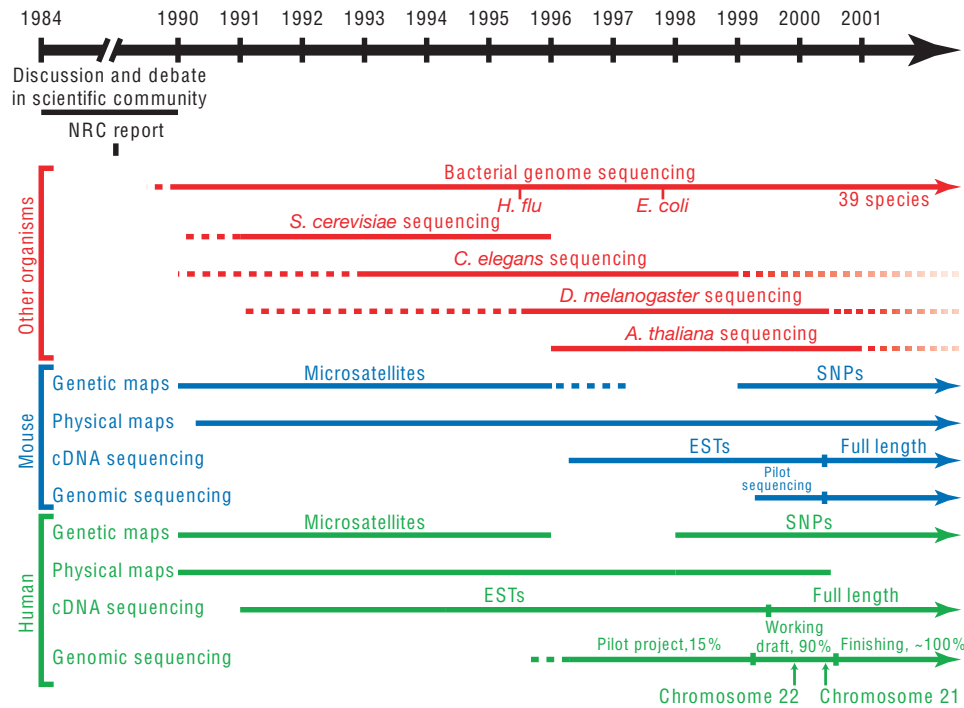 1984 1990 1991 1992 1993 1994 1995 1996 1997 1998 1999 2000 2001
Discussion and debate
in scientific community
NRC report
Other organisms
Bacterial genome sequencing
H. flu
E. coli
39 species
S. cerevisiae sequencing
C. elegans sequencing
D. melanogaster sequencing
A. thaliana sequencing
Mouse
Genetic maps
Microsatellites
SNPs
Physical maps
cDNA sequencing
ESTs
Full length
Genomic sequencing
Pilot
sequencing
Human
Genetic maps
Microsatellites
SNPs
Physical maps
cDNA sequencing
ESTs
Full length
Genomic sequencing
Pilot project,15%
Working
draft, 90%
Finishing, ~100%
Chromosome 22
Chromosome 21